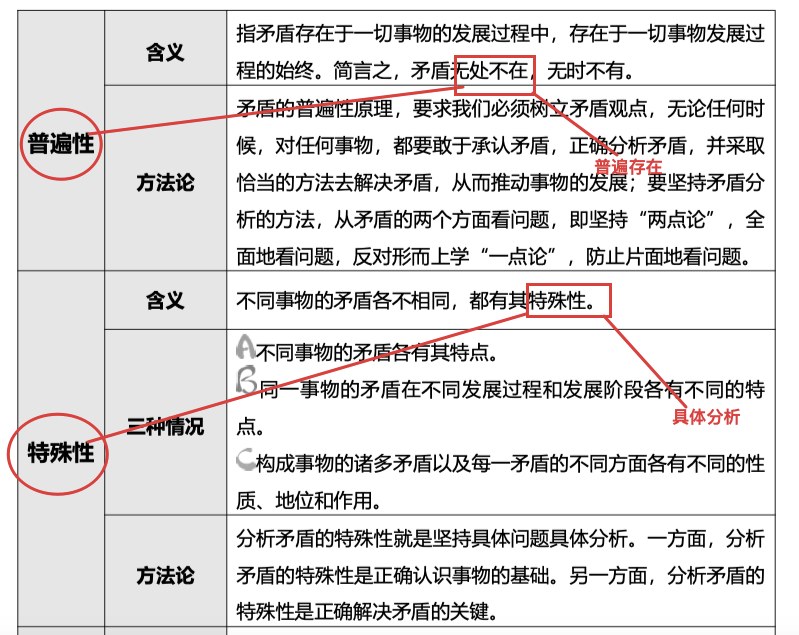 含义
指矛盾存在于一切事物的发展过程中，存在于一切事物发展过
程的始终。简言之，矛盾无处不在，无时不有。
普遍性
方法论
矛盾的普遍性原理，要求我们必须树立矛盾观点，无论任何时
候，对任何事物，都要敢于承认矛盾，正确分析矛盾，并采取
普遍存在
恰当的方法去解决矛盾，从而推动事物的发展；要坚持矛盾分
析的方法，从矛盾的两个方面看问题，即坚持“两点论”，全
面地看问题，反对形而上学“一点论”，防止片面地看问题。
特殊性
含义
不同事物的矛盾各不相同，都有其特殊性。
三种情况
A不同事物的矛盾各有其特点。
B同一事物的矛盾在不同发展过程和发展阶段各有不同的特
点。
具体分析
C构成事物的诸多矛盾以及每一矛盾的不同方面各有不同的性
质、地位和作用。
方法论
分析矛盾的特殊性就是坚持具体问题具体分析。一方面，分析
矛盾的特殊性是正确认识事物的基础。另一方面，分析矛盾的
特殊性是正确解决矛盾的关键。